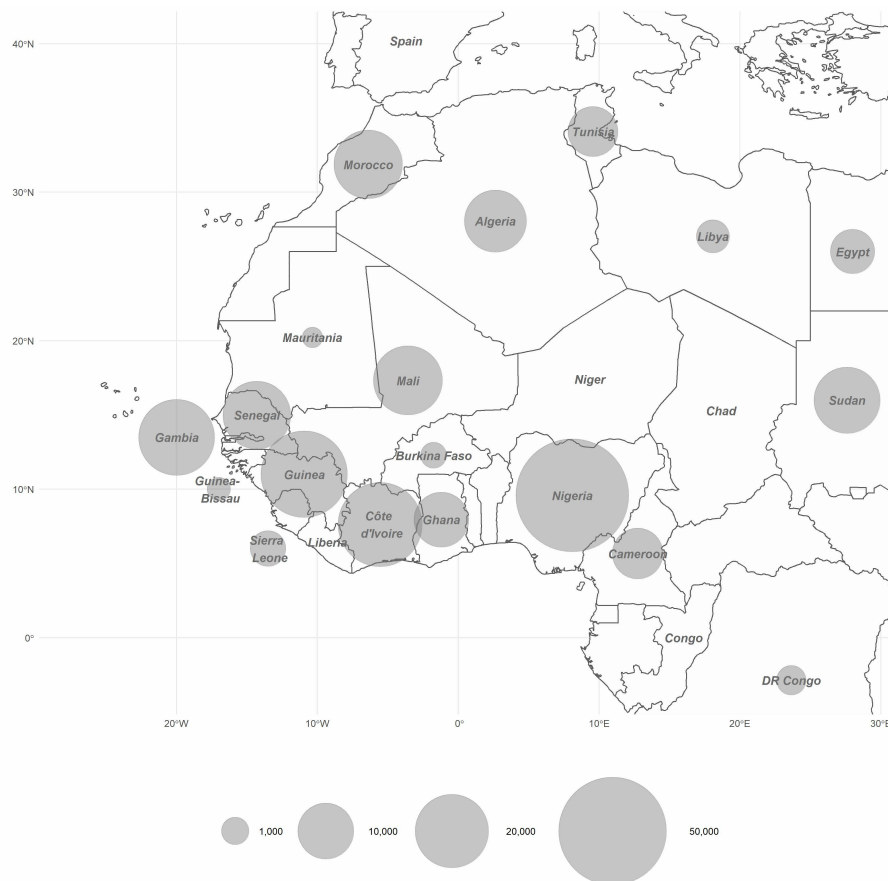 Spain
40°N
Tunisia
Morocco
30°N
Algeria
Libya
Egypt
Mauritania
20°N
Mali
Niger
Sudan
Chad
Senegal
Gambia
Burkina Faso
Guinea
Guinea-
Bissau
10°N
Nigeria
Côte
d'Ivoire
Ghana
Sierra
Leone
Liberia
Cameroon
0°
Congo
DR Congo
20°W
10°W
0°
10°E
20°E
30°E
1,000
10,000
20,000
50,000